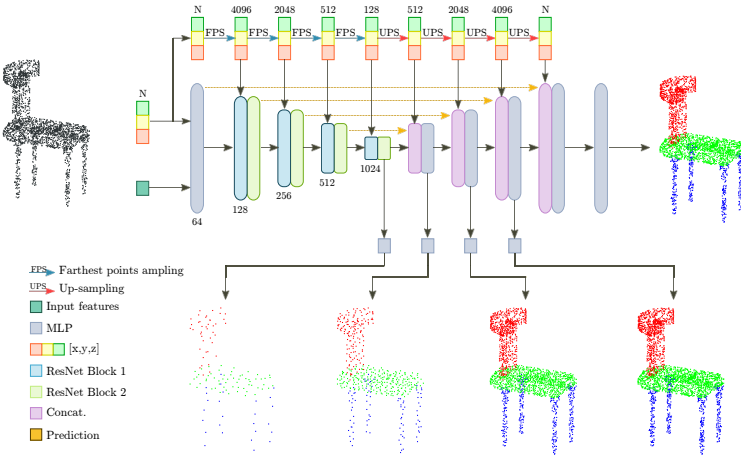 N 4096 2048 512 128 512 2048 4096 N
FPS FPS FPS FPS UPS UPS UPS UPS
N
1024
512
256
128
64
FPS Farthest points ampling
UPS Up-sampling
Input features
MLP
[x,y,z]
ResNet Block 1
ResNet Block 2
Concat.
Prediction